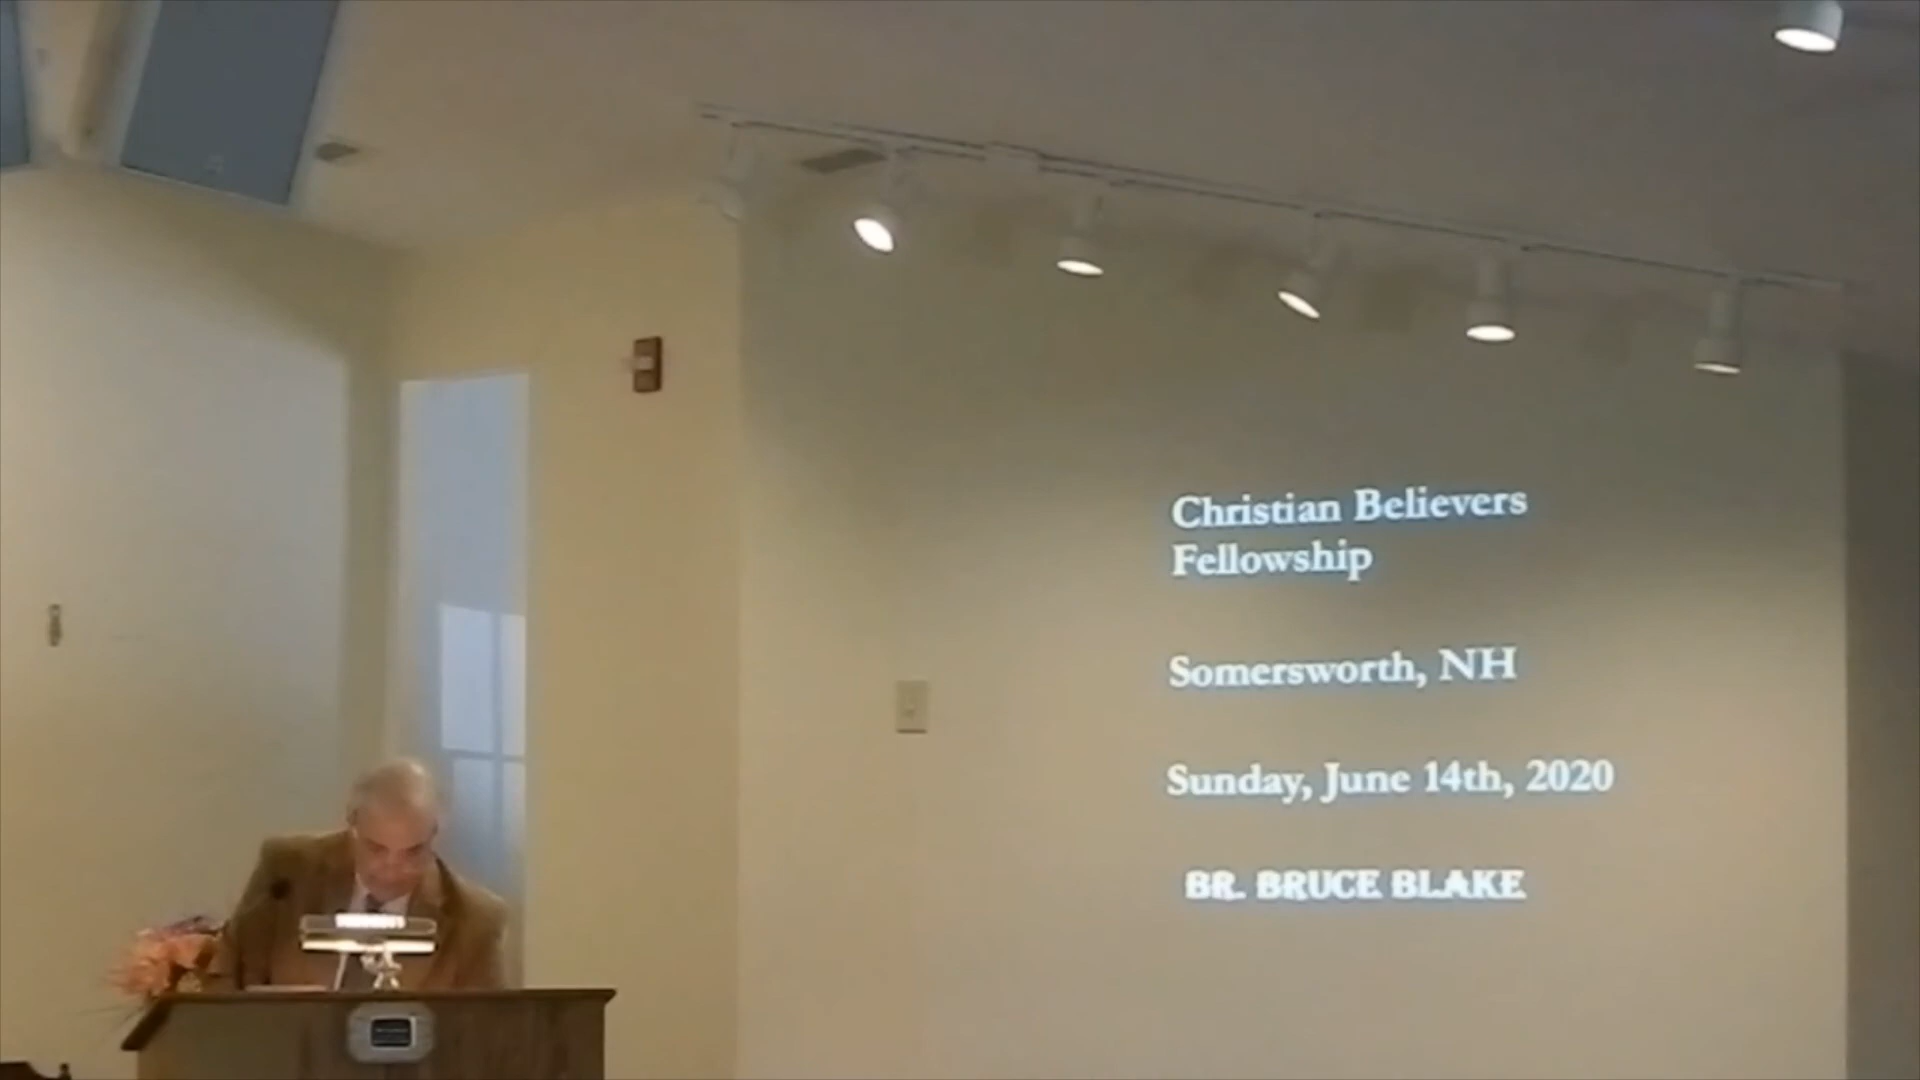 Christian Believers
Fellowship
Somersworth, NH
Sunday, June 14th, 2020
BR. BRUCE BLAKE